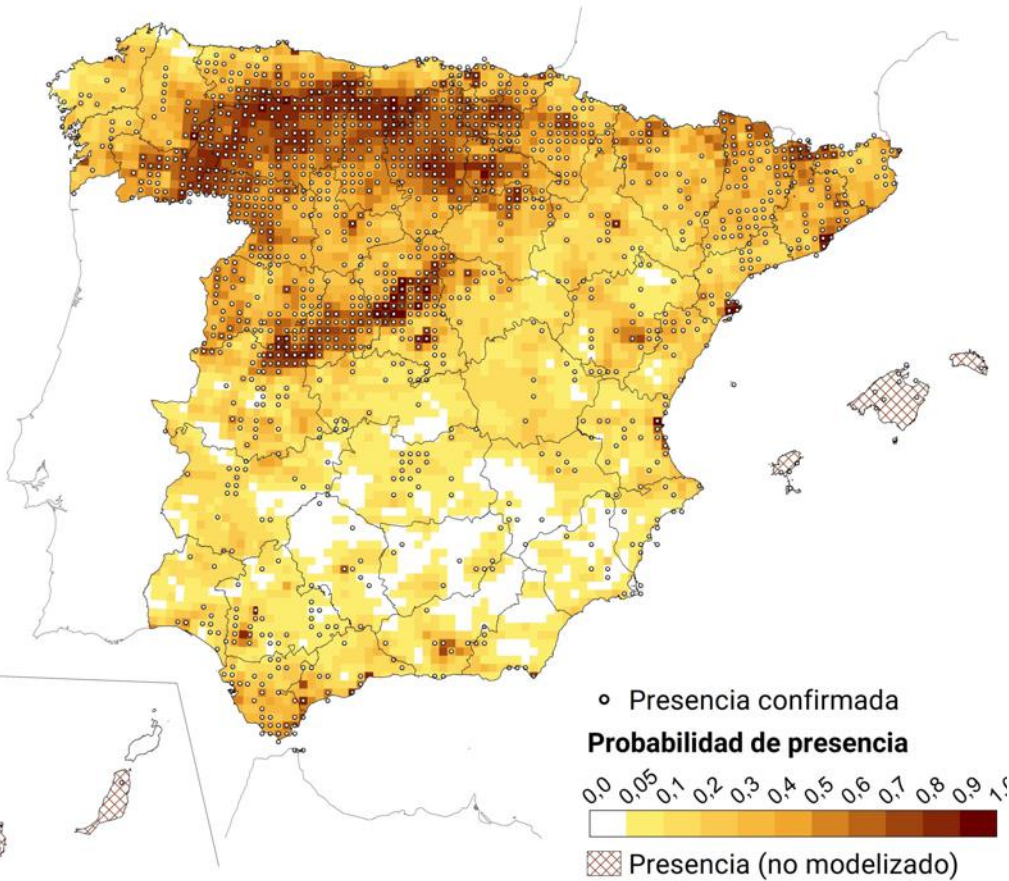 Presencia confirmada
Probabilidad de presencia
0,0 0,05 0,1 0,2 0,3 0,4 0,5 0,6 0,7 0,8 0,9 1,
Presencia (no modelizado)